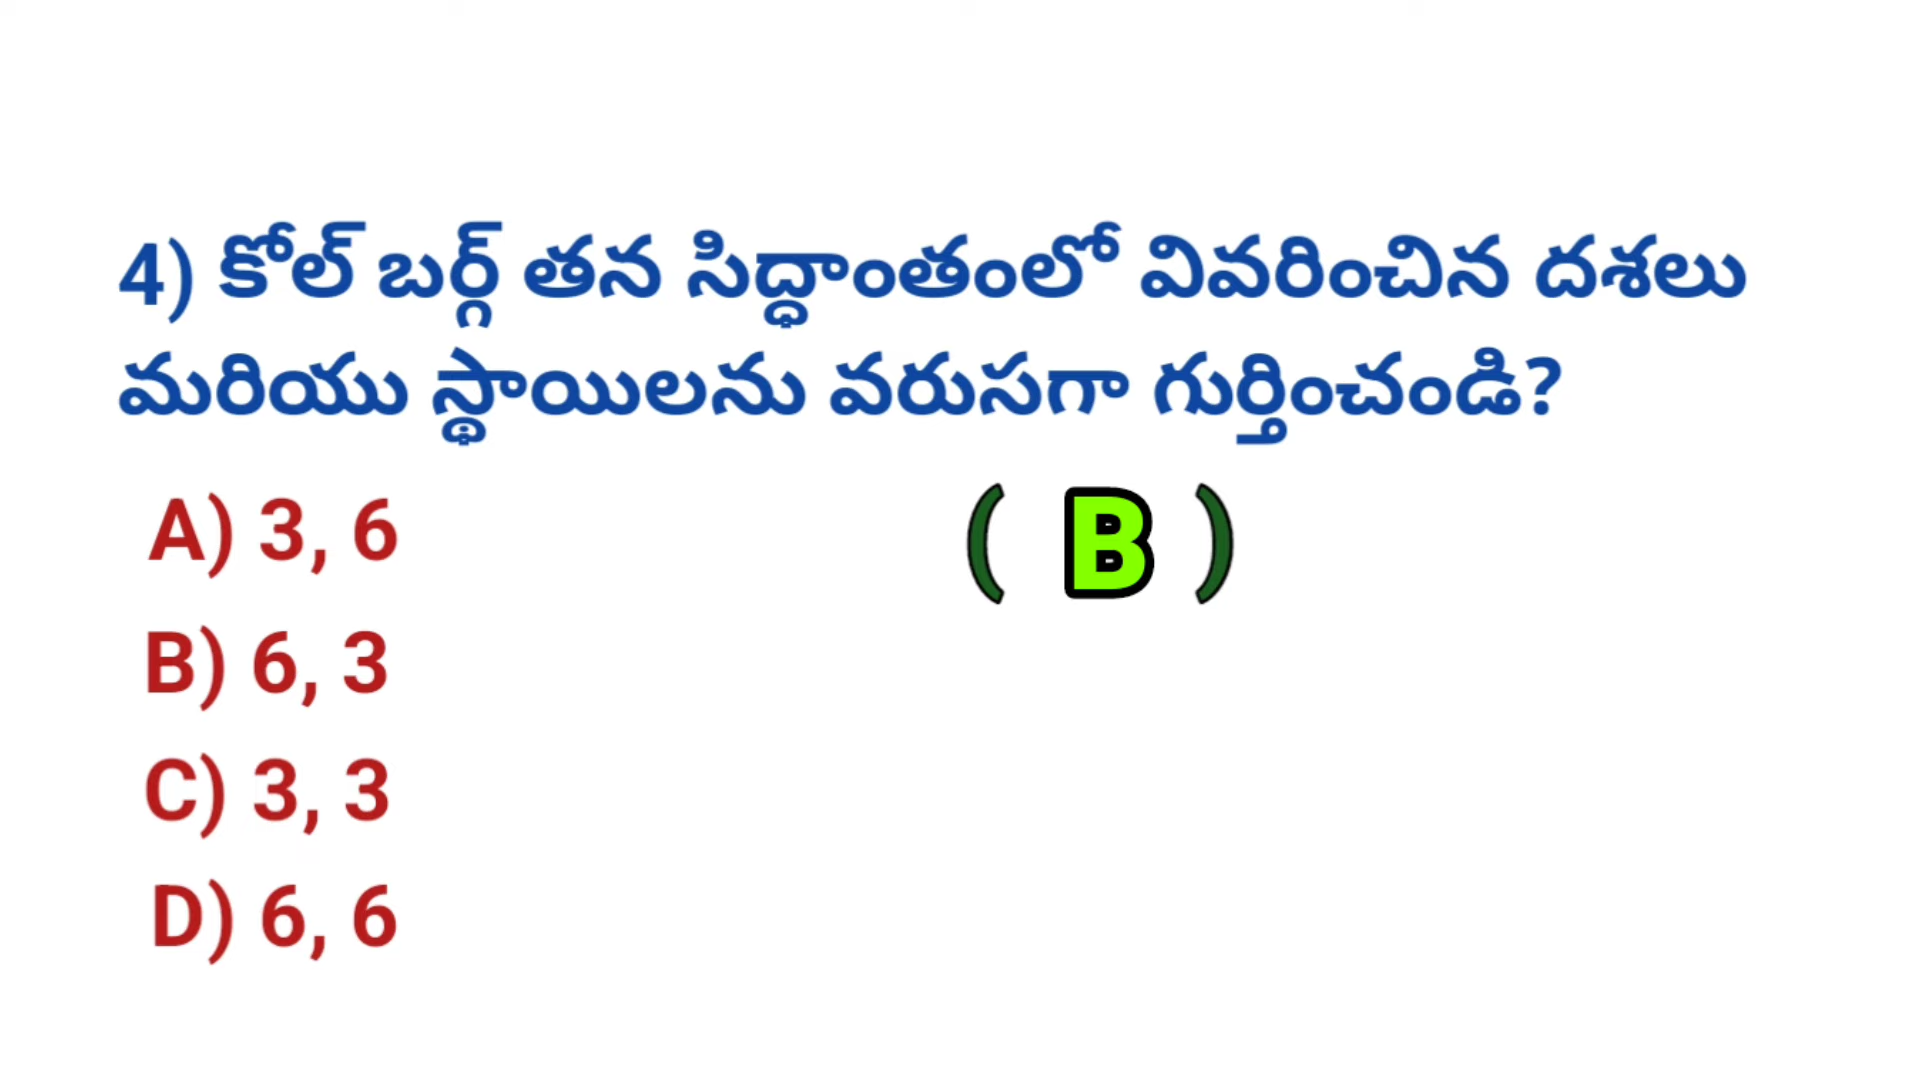 4) కోల్ బర్గ్ తన సిద్ధాంతంలో వివరించిన దశలు
మరియు స్థాయిలను వరుసగా గుర్తించండి?
A) 3, 6
( B )
B) 6, 3
C) 3, 3
D) 6, 6